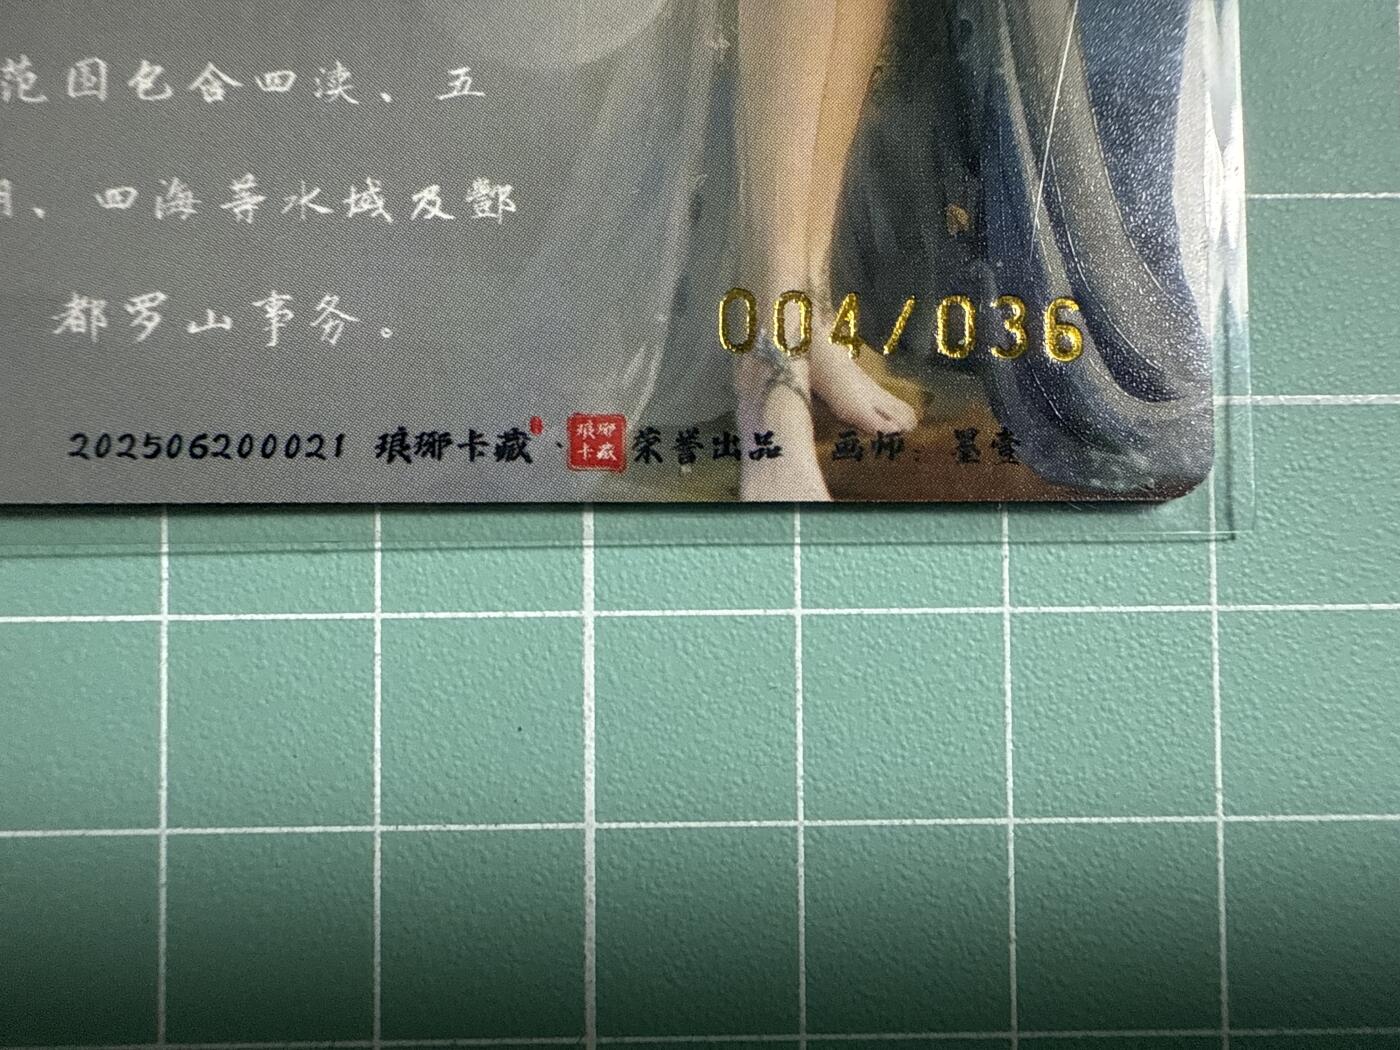 范围包含四渎、五
、四海等水域及酆
都罗山事务。
004/036
202506200021 琅琊卡藏·琅琊卡藏荣誉出品 画师：墨壹